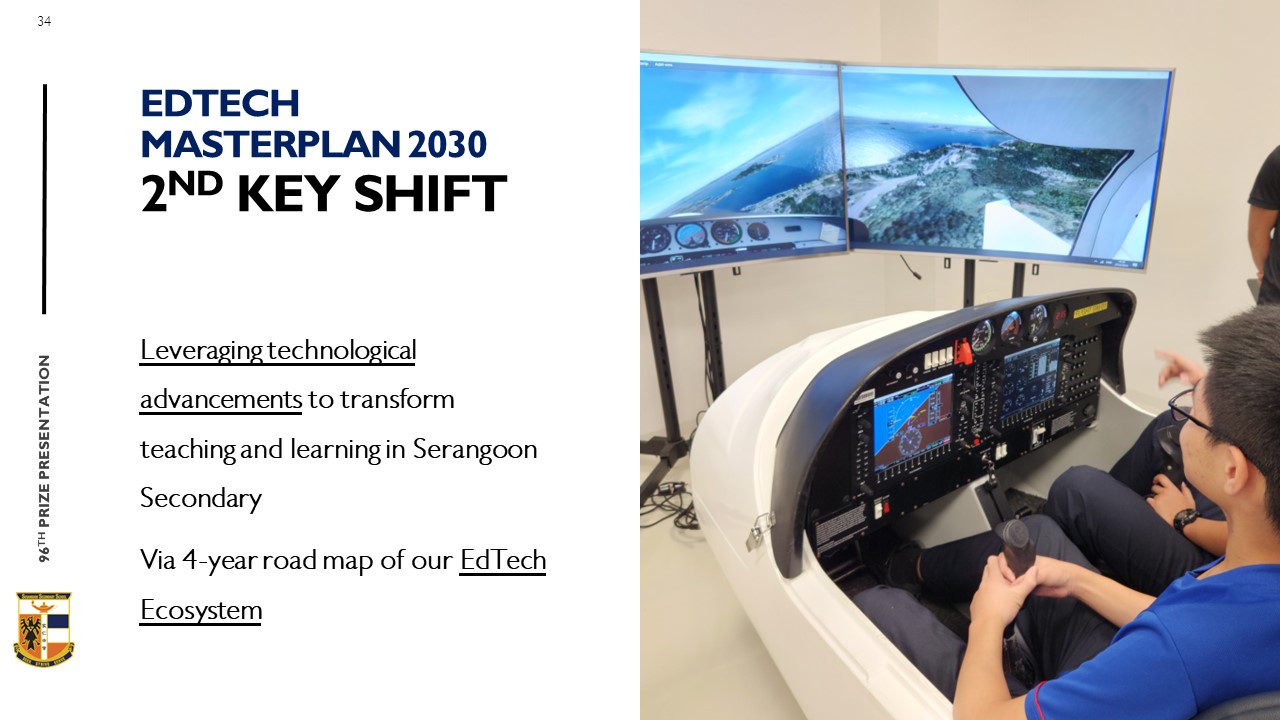 34
EDTECH
MASTERPLAN 2030
2ND KEY SHIFT
Leveraging technological
advancements to transform
teaching and learning in Serangoon
Secondary
Via 4-year road map of our EdTech
Ecosystem
96TH PRIZE PRESENTATION